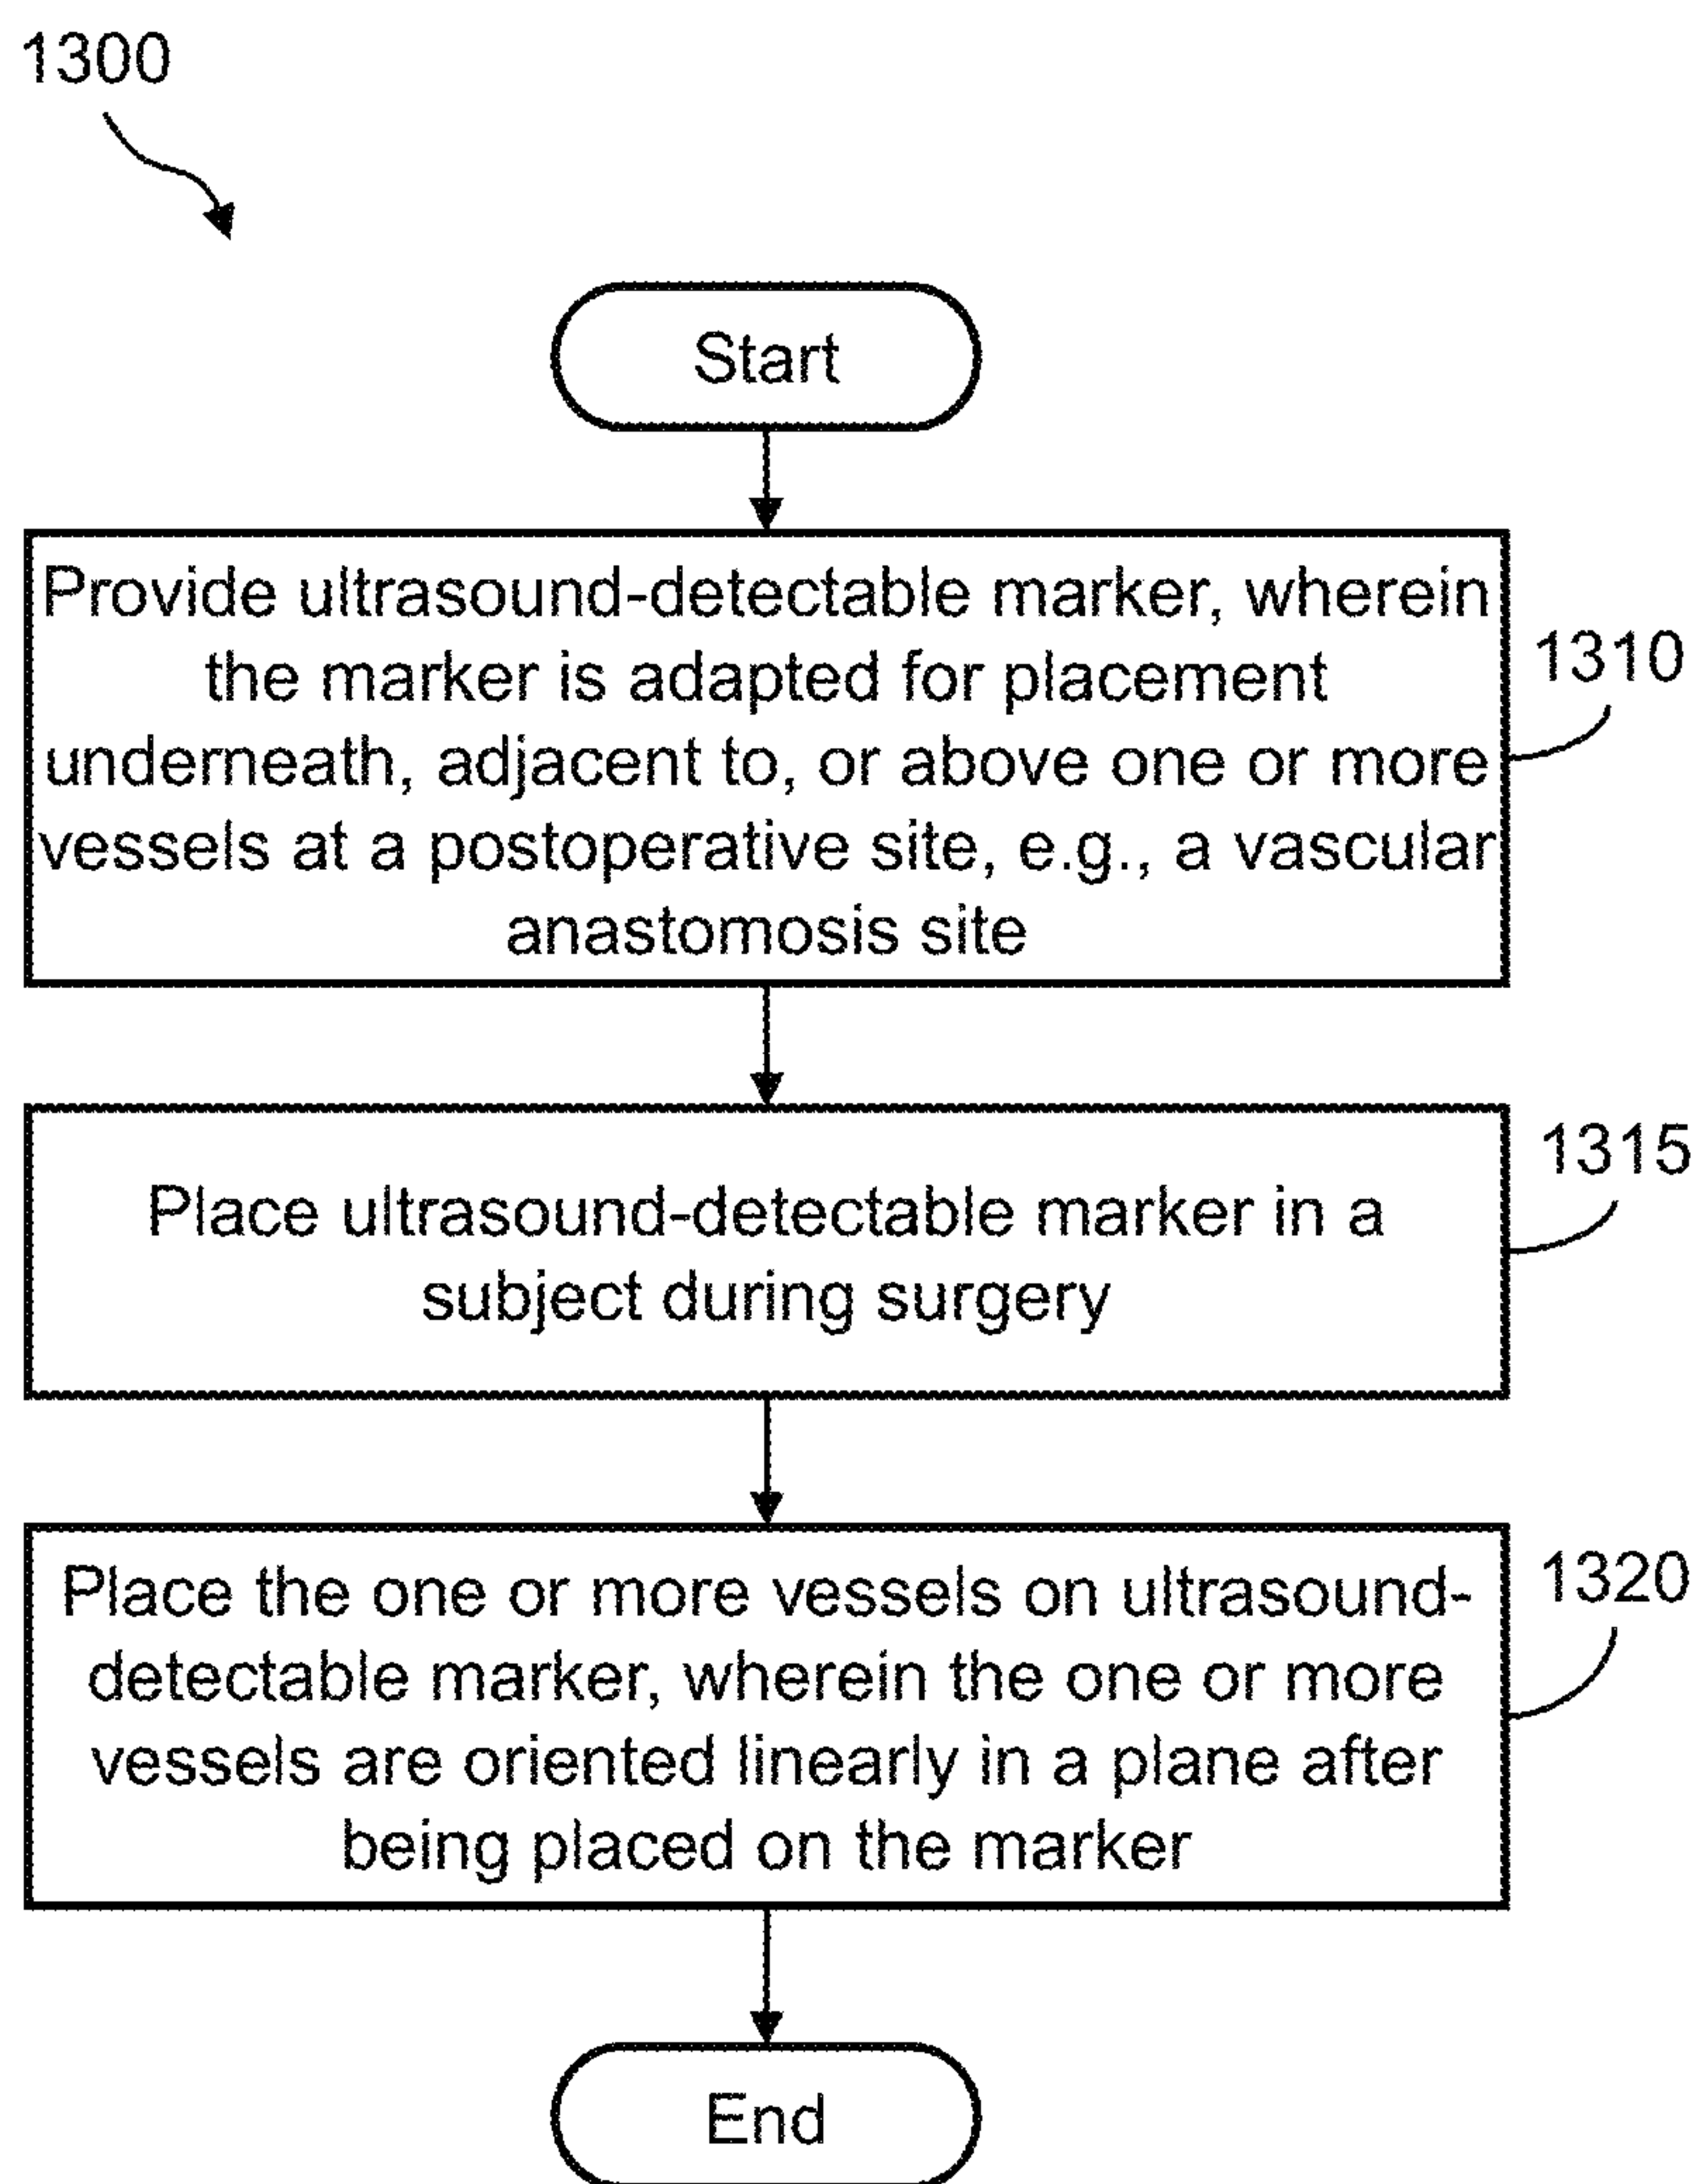 1300
Start
Provide ultrasound-detectable marker, wherein
the marker is adapted for placement
underneath, adjacent to, or above one or more
vessels at a postoperative site, e.g., a vascular
anastomosis site
1310
Place ultrasound-detectable marker in a
subject during surgery
1315
Place the one or more vessels on ultrasound-
detectable marker, wherein the one or more
vessels are oriented linearly in a plane after
being placed on the marker
1320
End